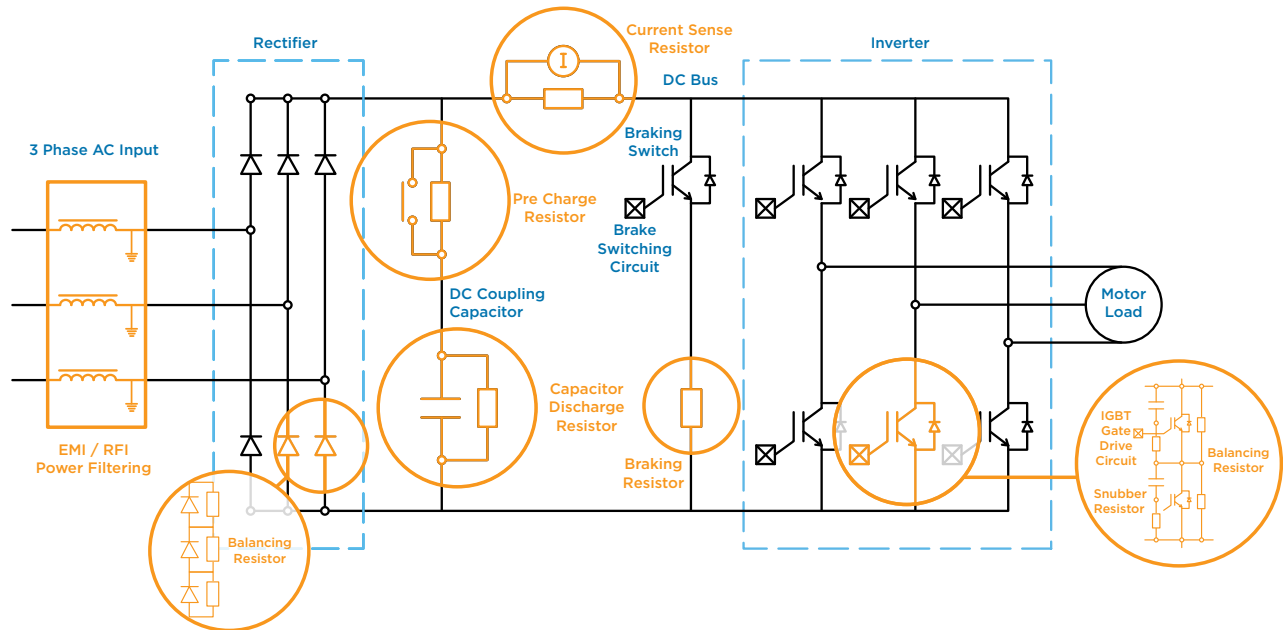 Current Sense
Resistor
Rectifier
Inverter
I
DC Bus
3 Phase AC Input
Braking
Switch
Pre Charge
Resistor
Brake
Switching
Circuit
DC Coupling
Capacitor
Motor
Load
Capacitor
Discharge
Resistor
IGBT
Gate
Drive
Circuit
Balancing
Resistor
EMI / RFI
Power Filtering
Braking
Resistor
Snubber
Resistor
Balancing
Resistor